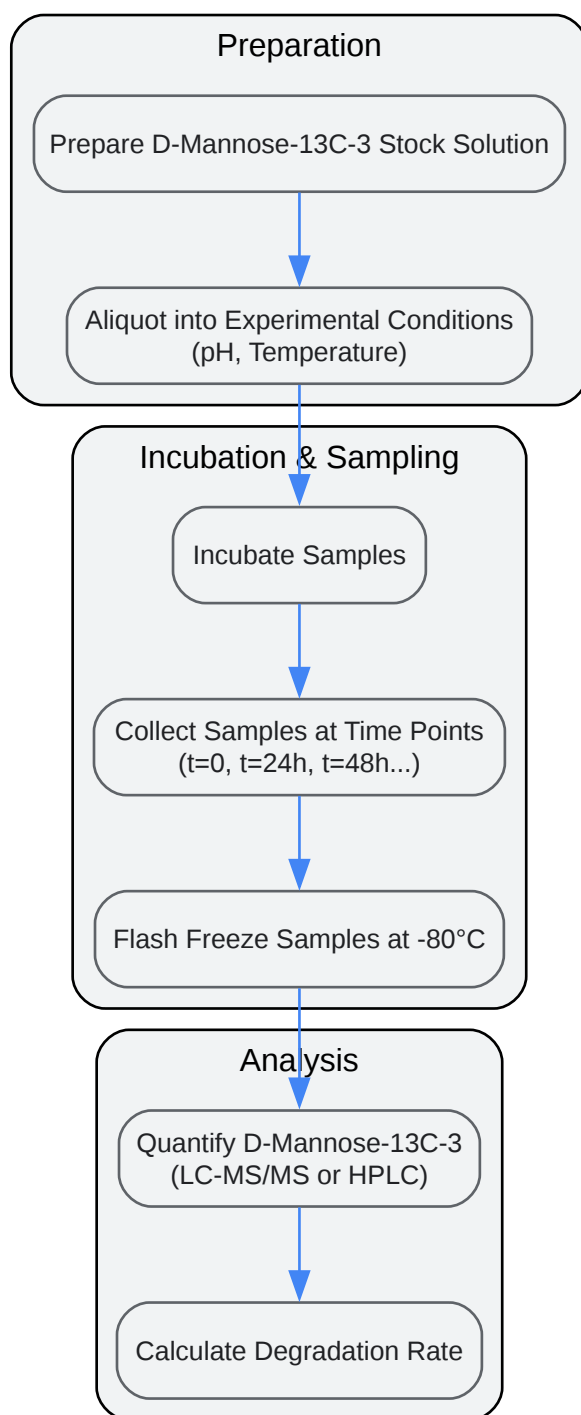 Preparation
Prepare D-Mannose-13C-3 Stock Solution
Aliquot into Experimental Conditions
(pH, Temperature)
Incubation & Sampling
Incubate Samples
Collect Samples at Time Points
(t=0, t=24h, t=48h...)
Flash Freeze Samples at -80°C
Analysis
Quantify D-Mannose-13C-3
(LC-MS/MS or HPLC)
Calculate Degradation Rate